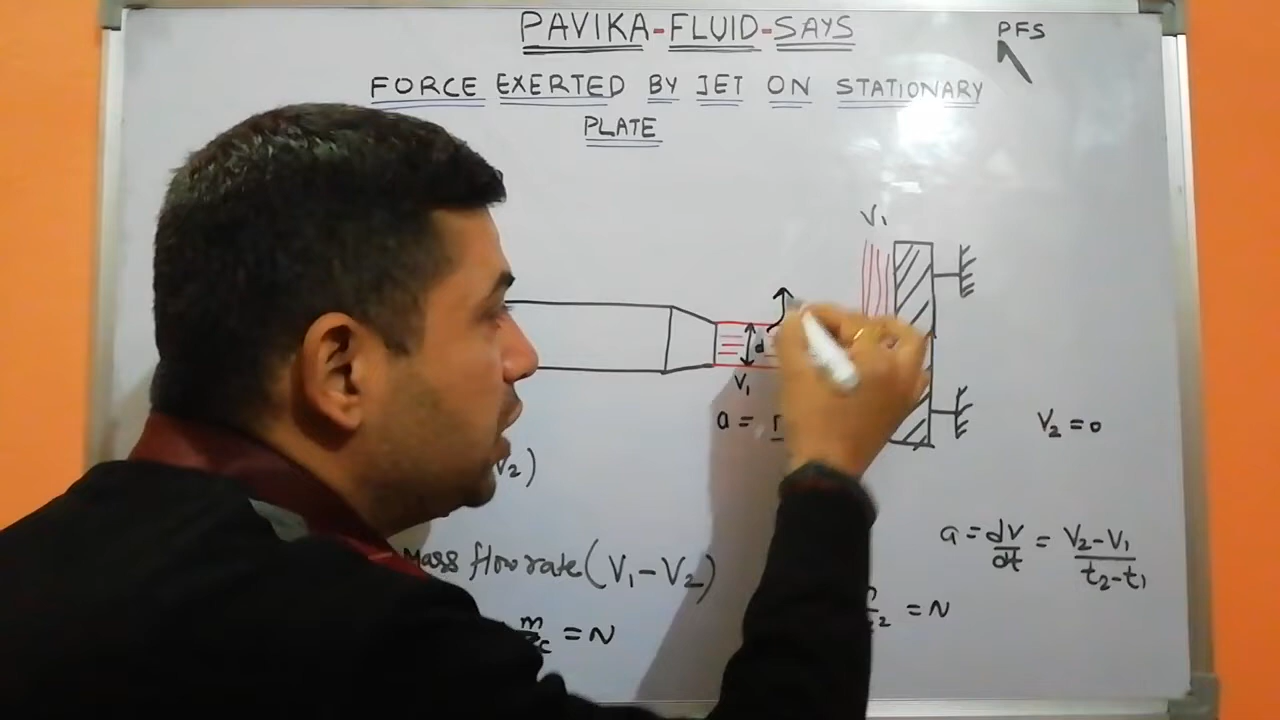 PAVIKA-FLUID-SAYS
PFS
FORCE EXERTED BY JET ON STATIONARY
PLATE
V₁
d
V₁
a =
V₂ = 0
V₂)
a = dv/dt = V₂-V₁/t₂-t₁
Mass flow rate (V₁-V₂)
= N
m = N